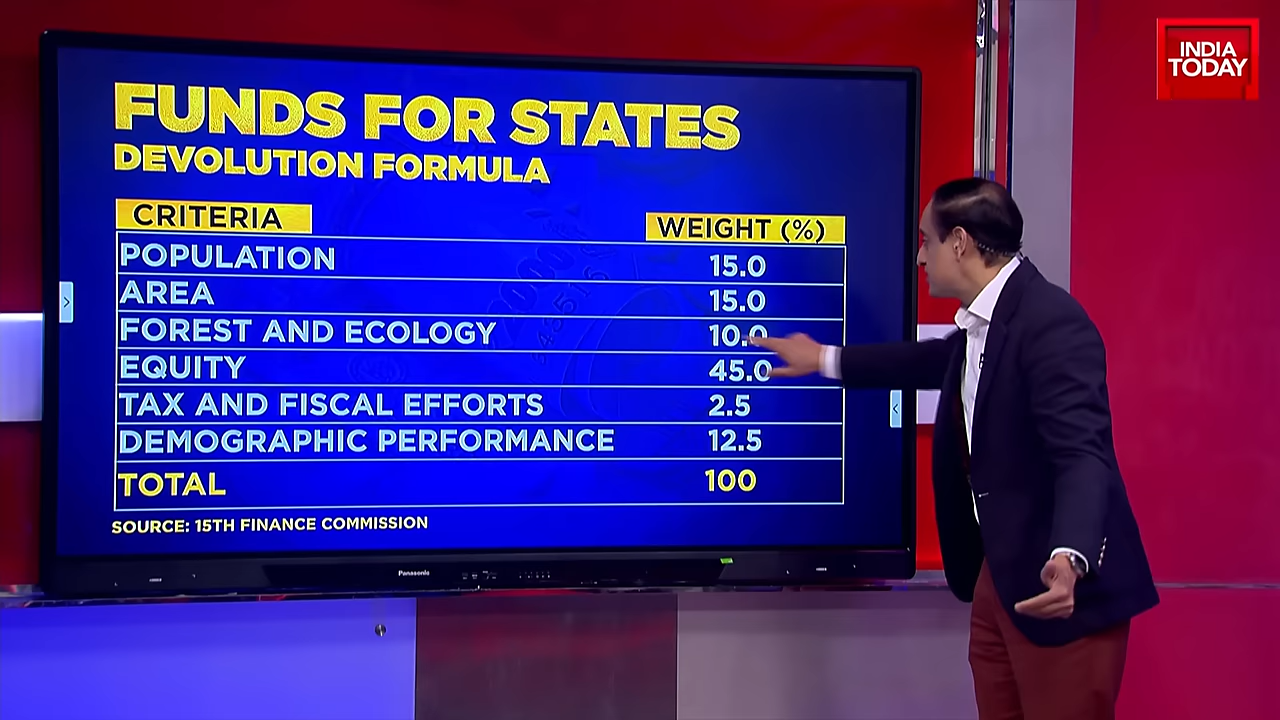 INDIA
TODAY
FUNDS FOR STATES
DEVOLUTION FORMULA
CRITERIA WEIGHT (%)
POPULATION 15.0
AREA 15.0
FOREST AND ECOLOGY 10.0
EQUITY 45.0
TAX AND FISCAL EFFORTS 2.5
DEMOGRAPHIC PERFORMANCE 12.5
TOTAL 100
SOURCE: 15TH FINANCE COMMISSION
Panasonic